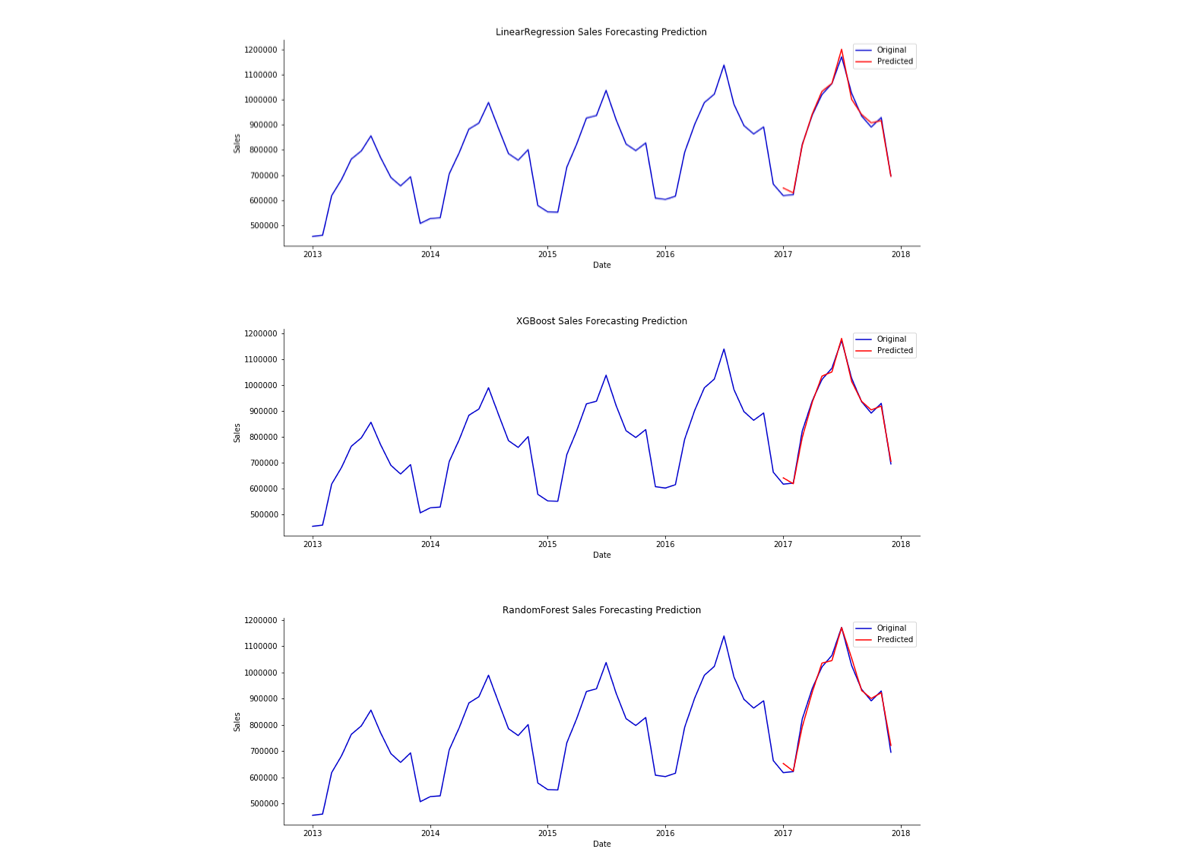 LinearRegression Sales Forecasting Prediction
1200000
1100000
1000000
900000
800000
700000
600000
500000
Sales
Original
Predicted
2013 2014 2015 2016 2017 2018
Date
XGBoost Sales Forecasting Prediction
1200000
1100000
1000000
900000
800000
700000
600000
500000
Sales
Original
Predicted
2013 2014 2015 2016 2017 2018
Date
RandomForest Sales Forecasting Prediction
1200000
1100000
1000000
900000
800000
700000
600000
500000
Sales
Original
Predicted
2013 2014 2015 2016 2017 2018
Date